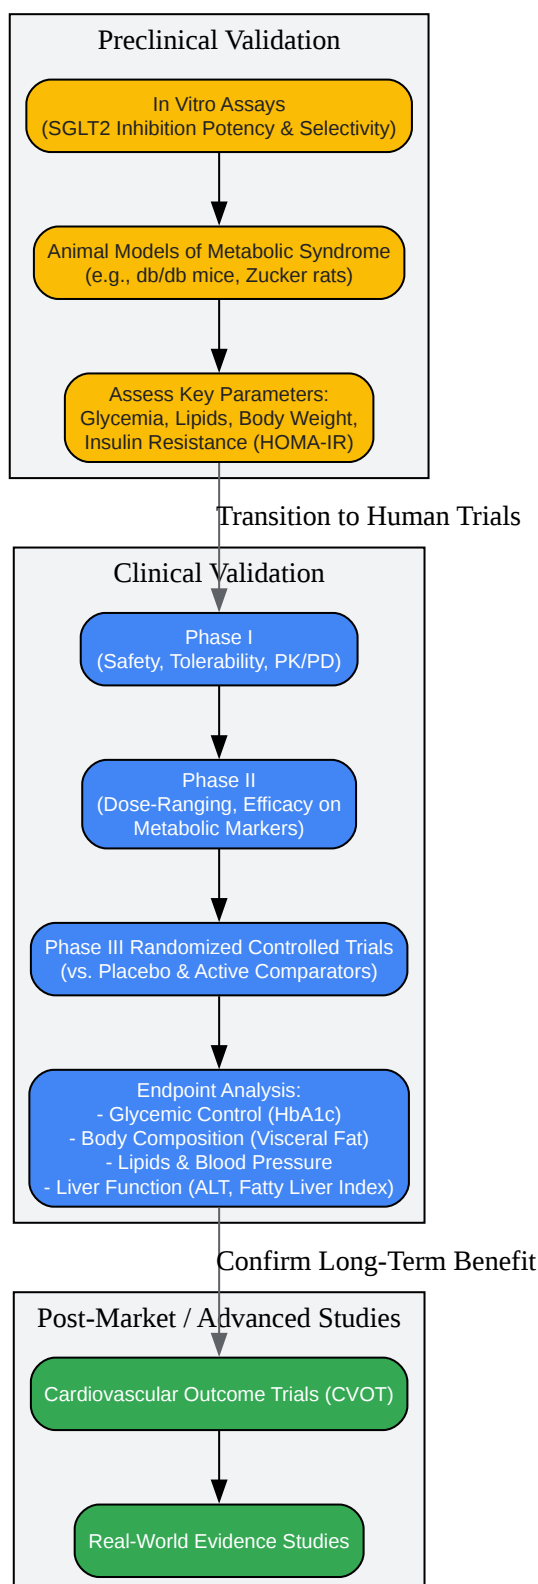 Preclinical Validation
In Vitro Assays
(SGLT2 Inhibition Potency & Selectivity)
Animal Models of Metabolic Syndrome
(e.g., db/db mice, Zucker rats)
Assess Key Parameters:
Glycemia, Lipids, Body Weight,
Insulin Resistance (HOMA-IR)
Transition to Human Trials
Clinical Validation
Phase I
(Safety, Tolerability, PK/PD)
Phase II
(Dose-Ranging, Efficacy on
Metabolic Markers)
Phase III Randomized Controlled Trials
(vs. Placebo & Active Comparators)
Endpoint Analysis:
- Glycemic Control (HbA1c)
- Body Composition (Visceral Fat)
- Lipids & Blood Pressure
- Liver Function (ALT, Fatty Liver Index)
Confirm Long-Term Benefit
Post-Market / Advanced Studies
Cardiovascular Outcome Trials (CVOT)
Real-World Evidence Studies